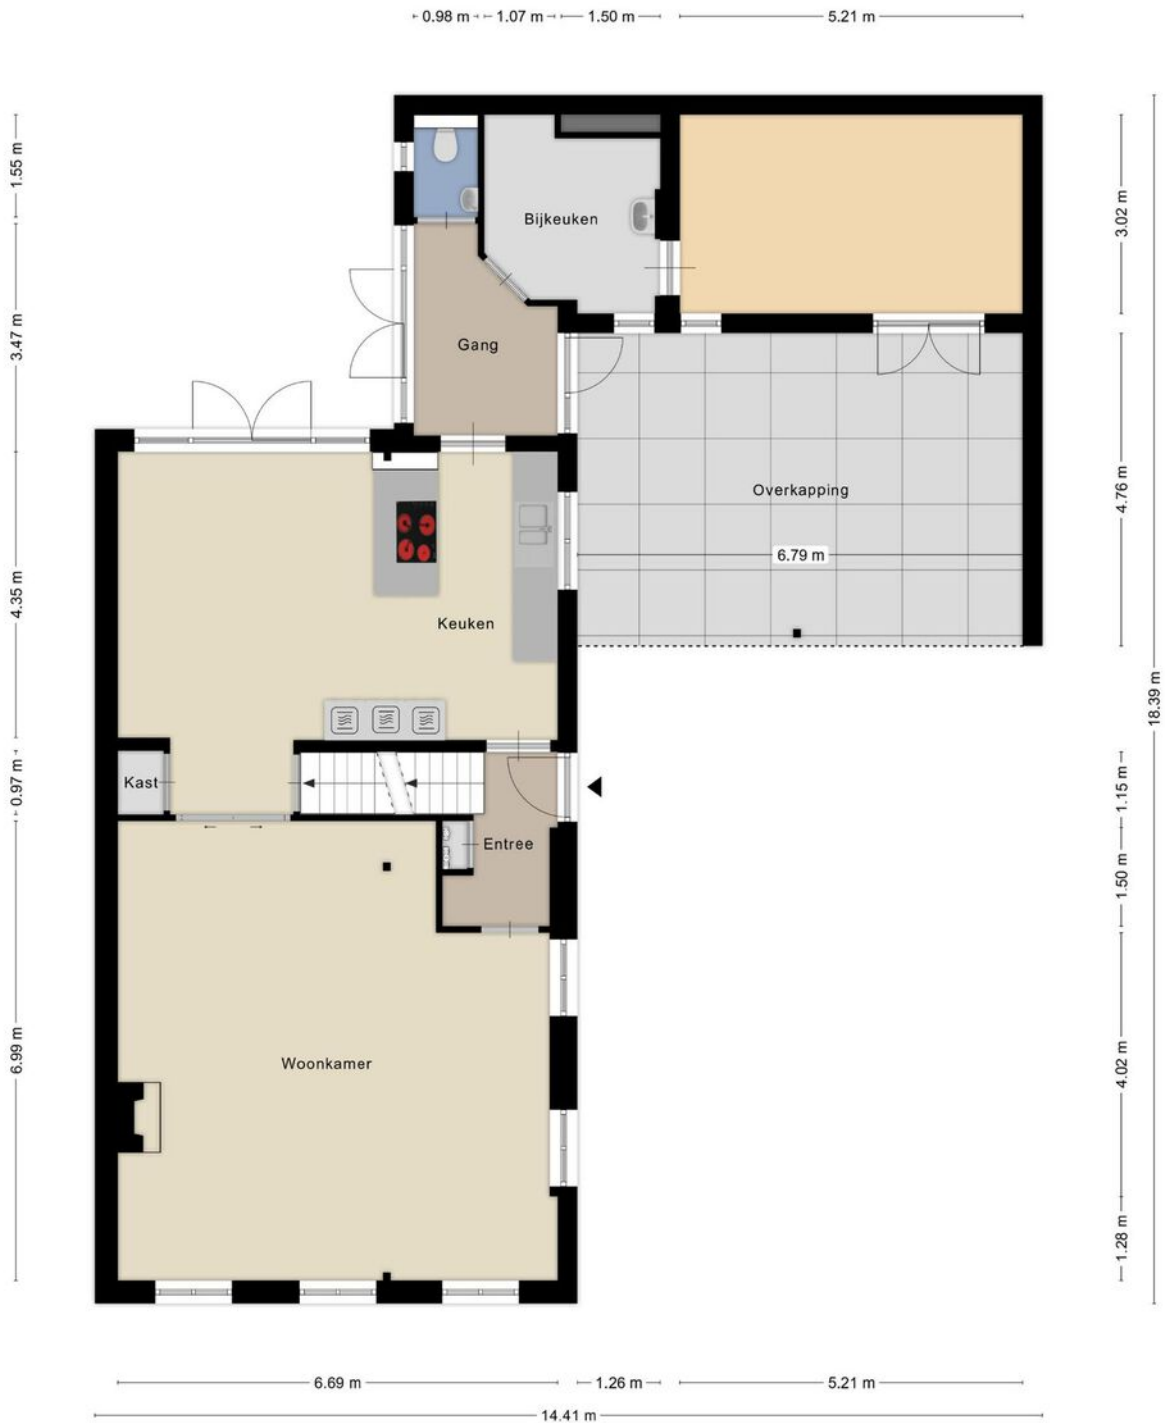 0.98 m
1.07 m
1.50 m
5.21 m
1.55 m
3.02 m
Bijkeuken
3.47 m
Gang
4.76 m
Overkapping
6.79 m
4.35 m
Keuken
18.39 m
0.97 m
Kast
1.15 m
Entree
1.50 m
6.99 m
Woonkamer
4.02 m
1.28 m
6.69 m
1.26 m
5.21 m
14.41 m